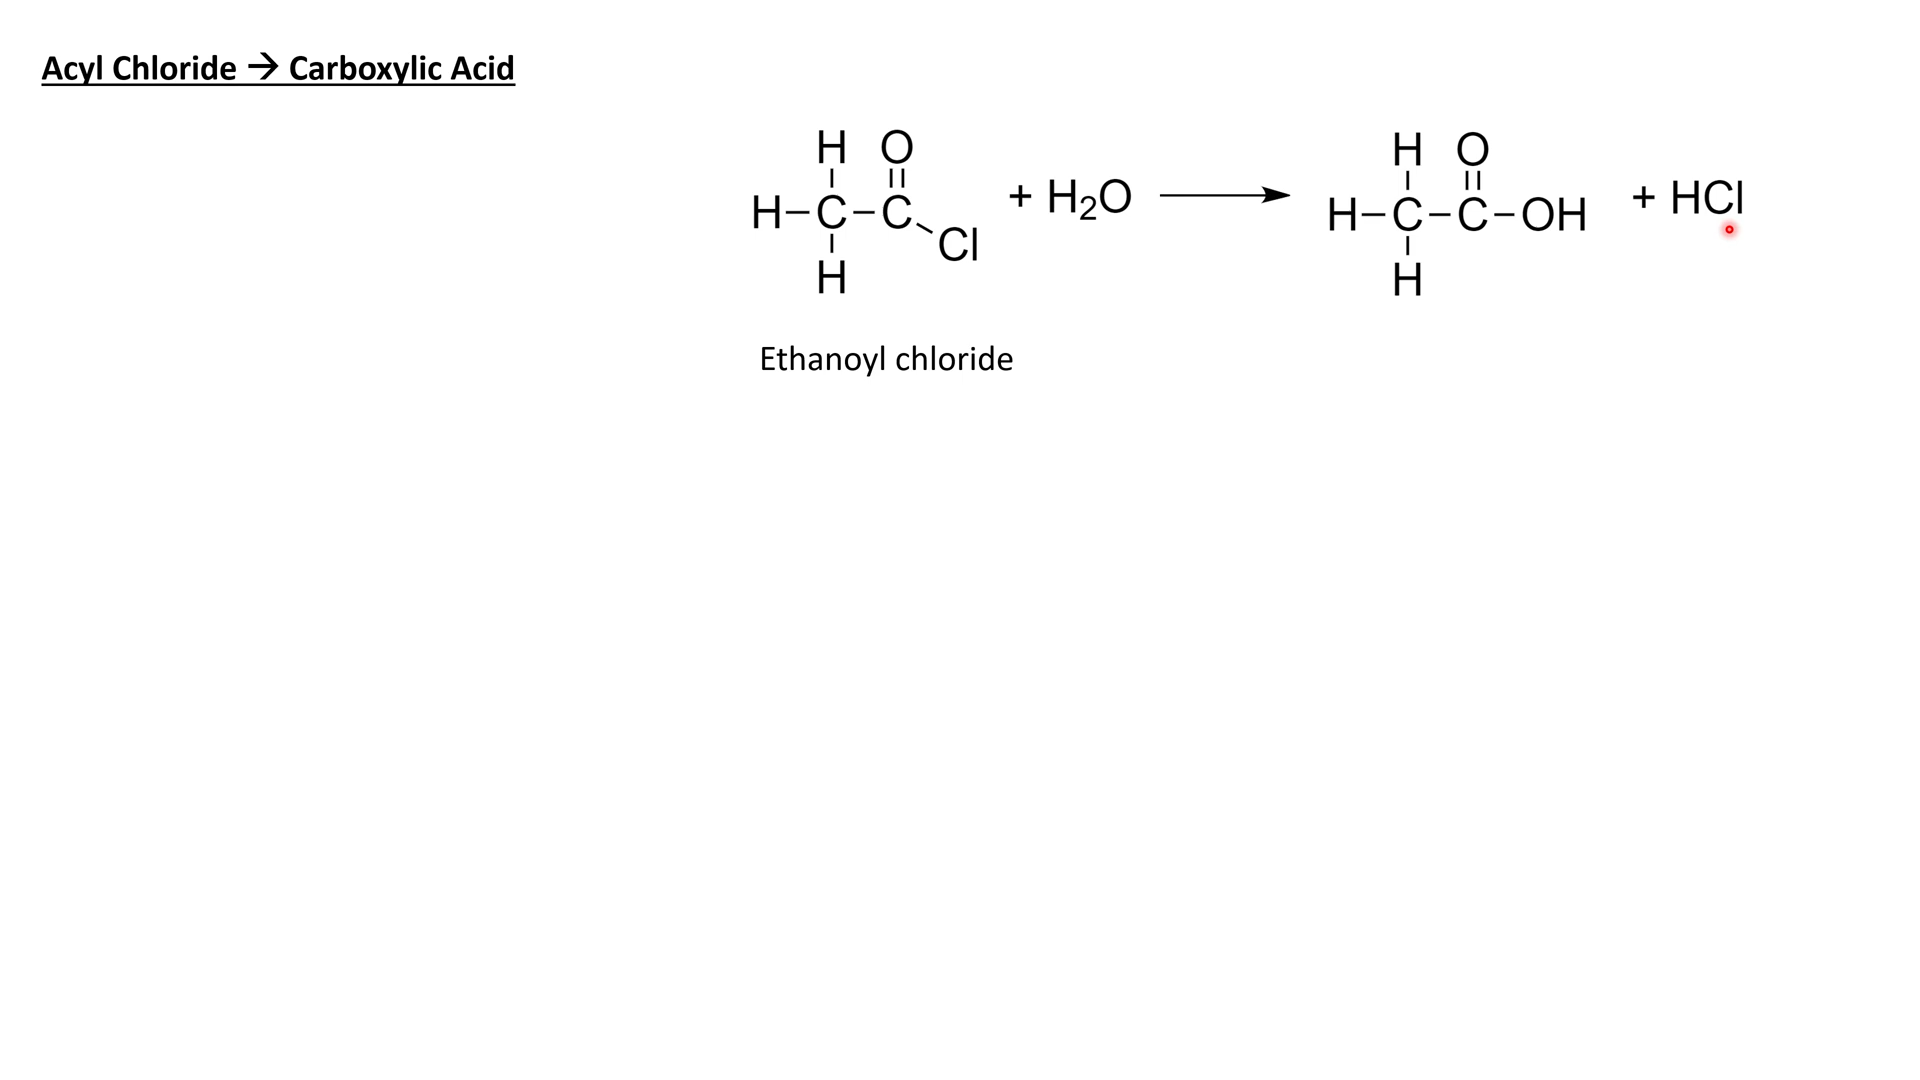 Acyl Chloride → Carboxylic Acid
H O
H–C–C
Cl
H
+ H₂O
H O
H–C–C–OH
H
+ HCl
Ethanoyl chloride